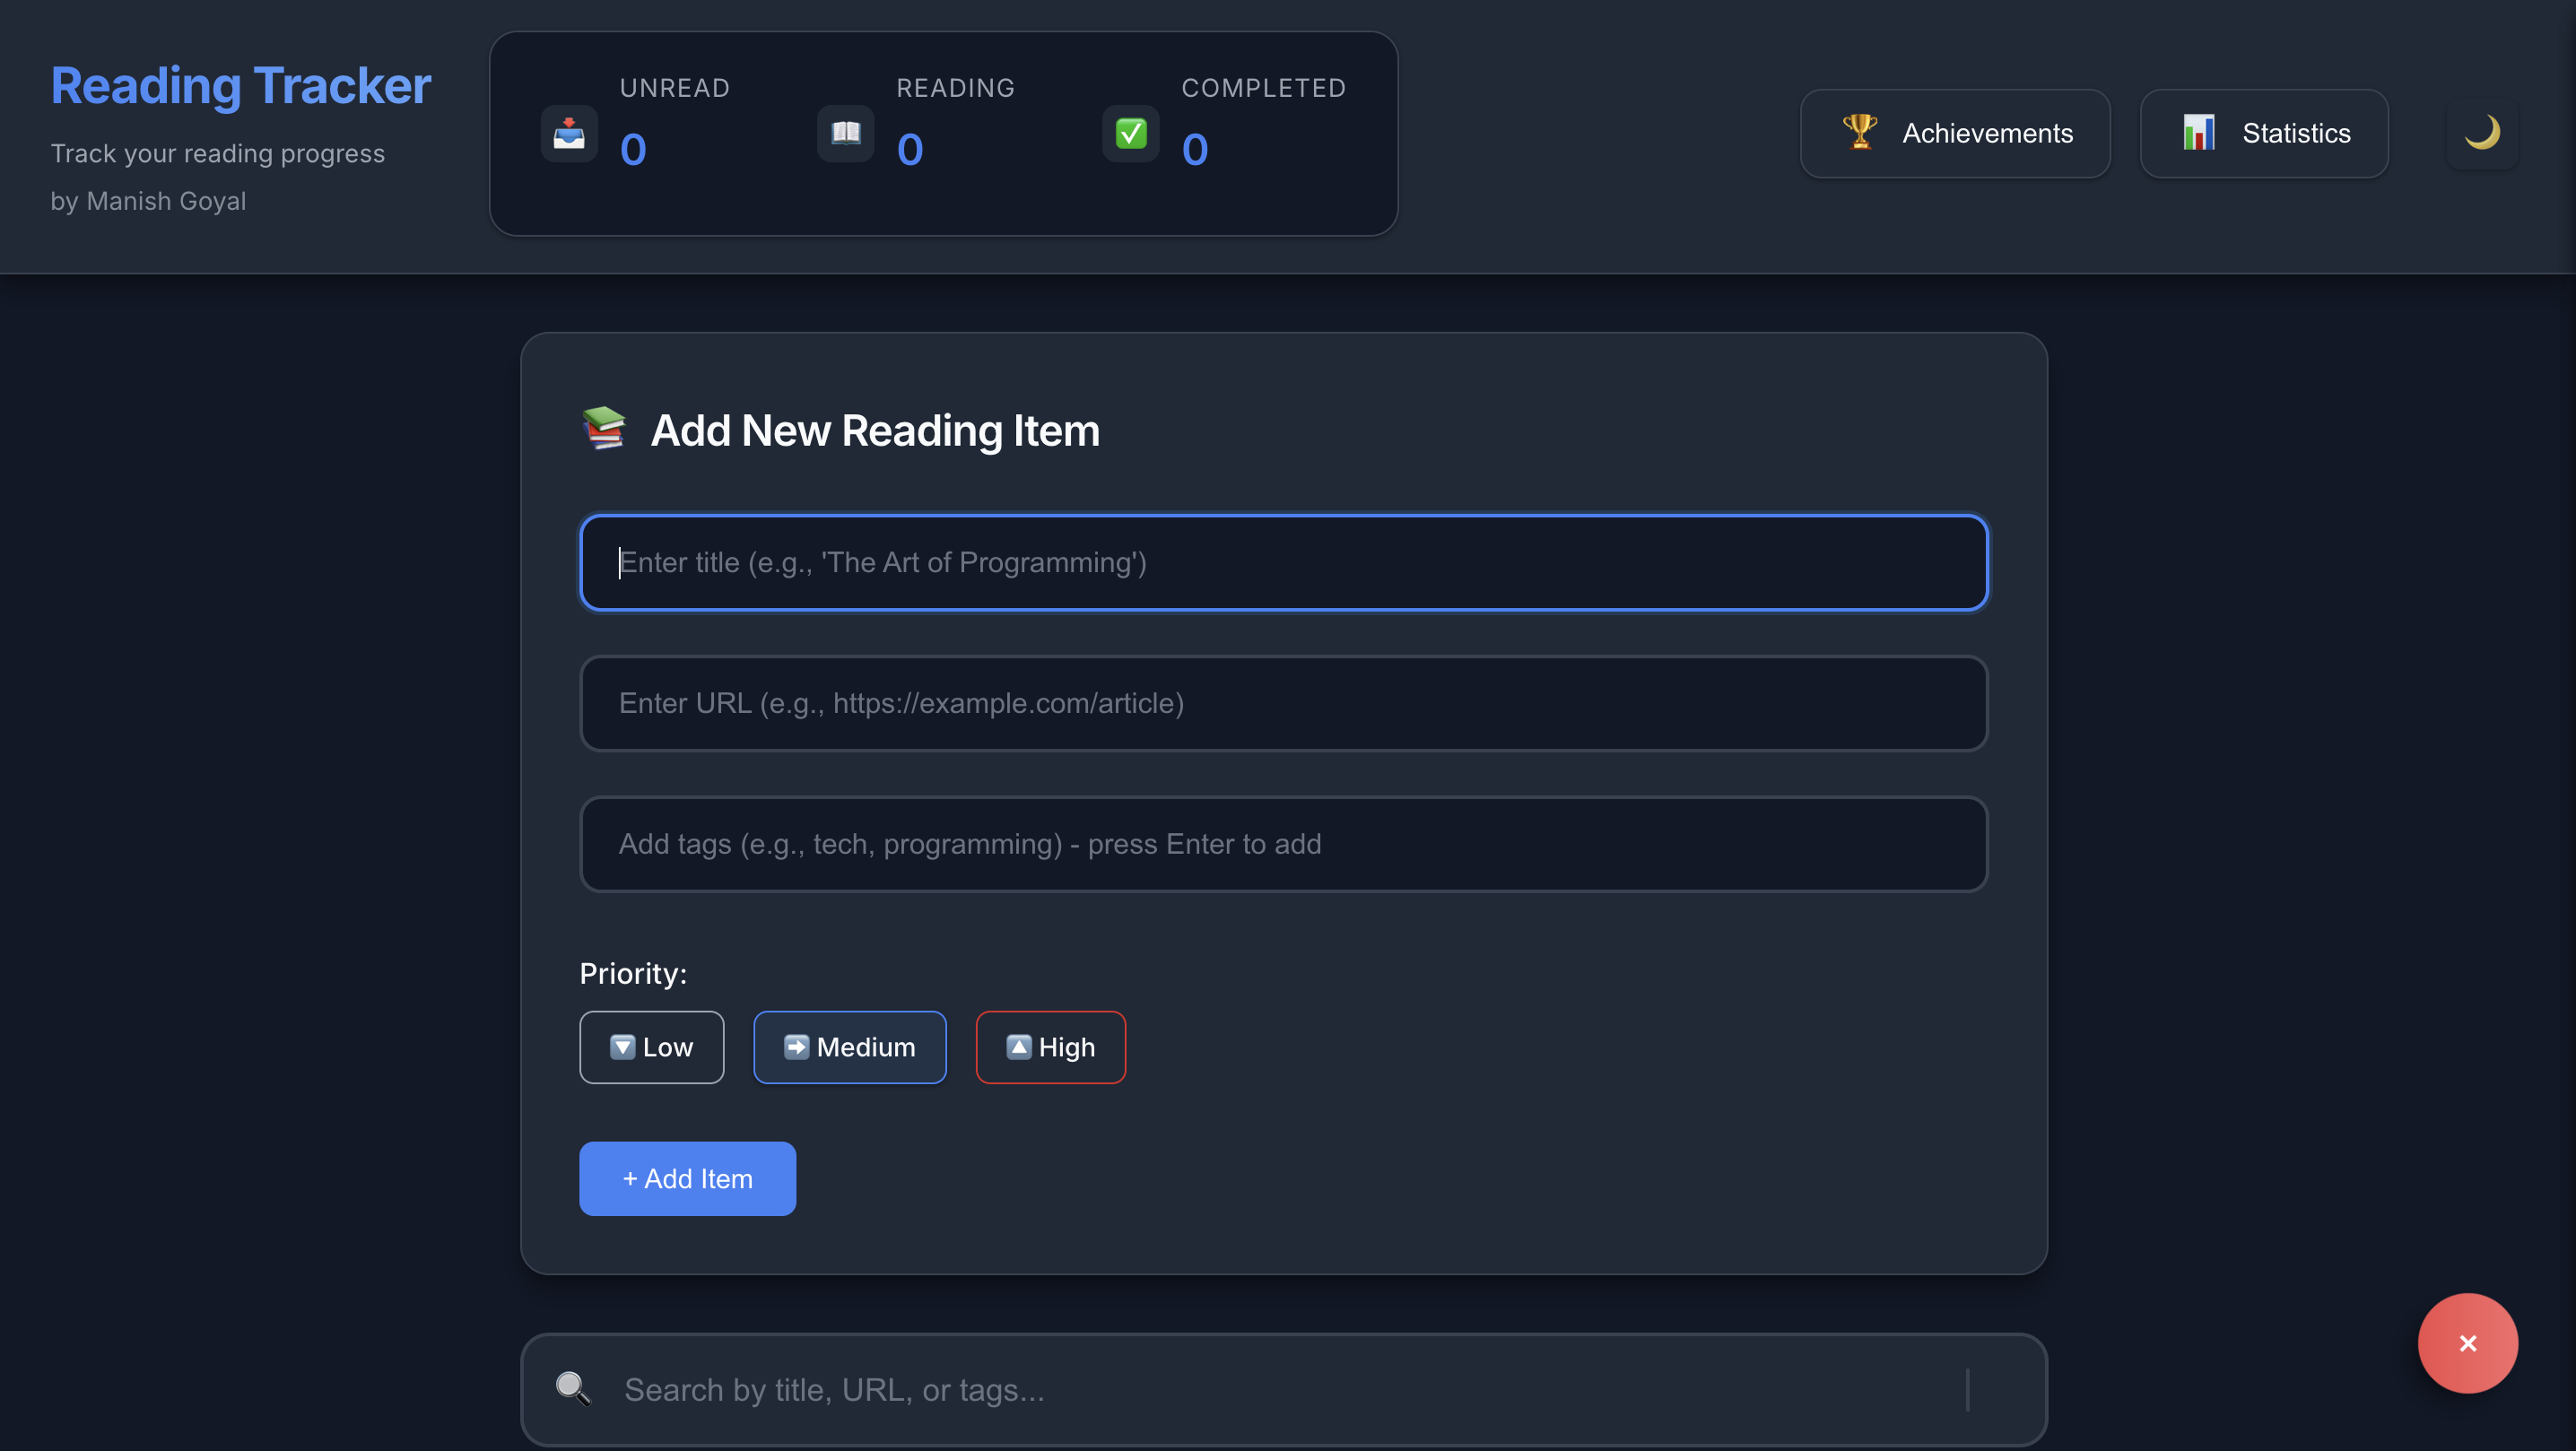 Reading Tracker
Track your reading progress
by Manish Goyal
UNREAD
0
READING
0
COMPLETED
0
Achievements
Statistics
Add New Reading Item
Enter title (e.g., 'The Art of Programming')
Enter URL (e.g., https://example.com/article)
Add tags (e.g., tech, programming) - press Enter to add
Priority:
Low
Medium
High
+ Add Item
Search by title, URL, or tags...